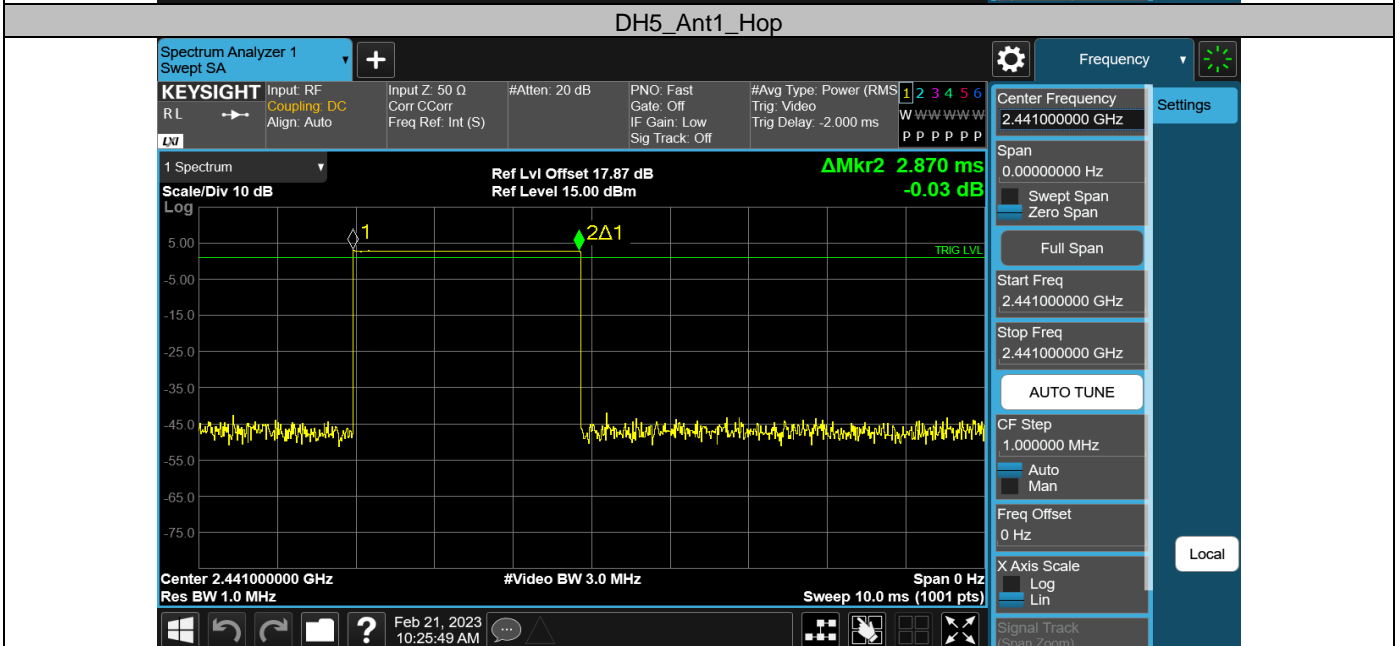 DH5_Ant1_Hop
Spectrum Analyzer 1
Swept SA
+
Frequency
KEYSIGHT
RL
LXI
Input: RF
Coupling: DC
Align: Auto
Input Z: 50 Ω
Corr CCorr
Freq Ref: Int (S)
#Atten: 20 dB
PNO: Fast
Gate: Off
IF Gain: Low
Sig Track: Off
#Avg Type: Power (RMS
Trig: Video
Trig Delay: -2.000 ms
1 2 3 4 5 6
W W W W W W
P P P P P P
1 Spectrum
Scale/Div 10 dB
Log
Ref Lvl Offset 17.87 dB
Ref Level 15.00 dBm
ΔMkr2 2.870 ms
-0.03 dB
1
2Δ1
TRIG LVL
5.00
-5.00
-15.0
-25.0
-35.0
-45.0
-55.0
-65.0
-75.0
Center 2.441000000 GHz
Res BW 1.0 MHz
#Video BW 3.0 MHz
Span 0 Hz
Sweep 10.0 ms (1001 pts)
Feb 21, 2023
10:25:49 AM
Center Frequency
2.441000000 GHz
Settings
Span
0.00000000 Hz
Swept Span
Zero Span
Full Span
Start Freq
2.441000000 GHz
Stop Freq
2.441000000 GHz
AUTO TUNE
CF Step
1.000000 MHz
Auto
Man
Freq Offset
0 Hz
X Axis Scale
Log
Lin
Local
Signal Track
(Span Zoom)